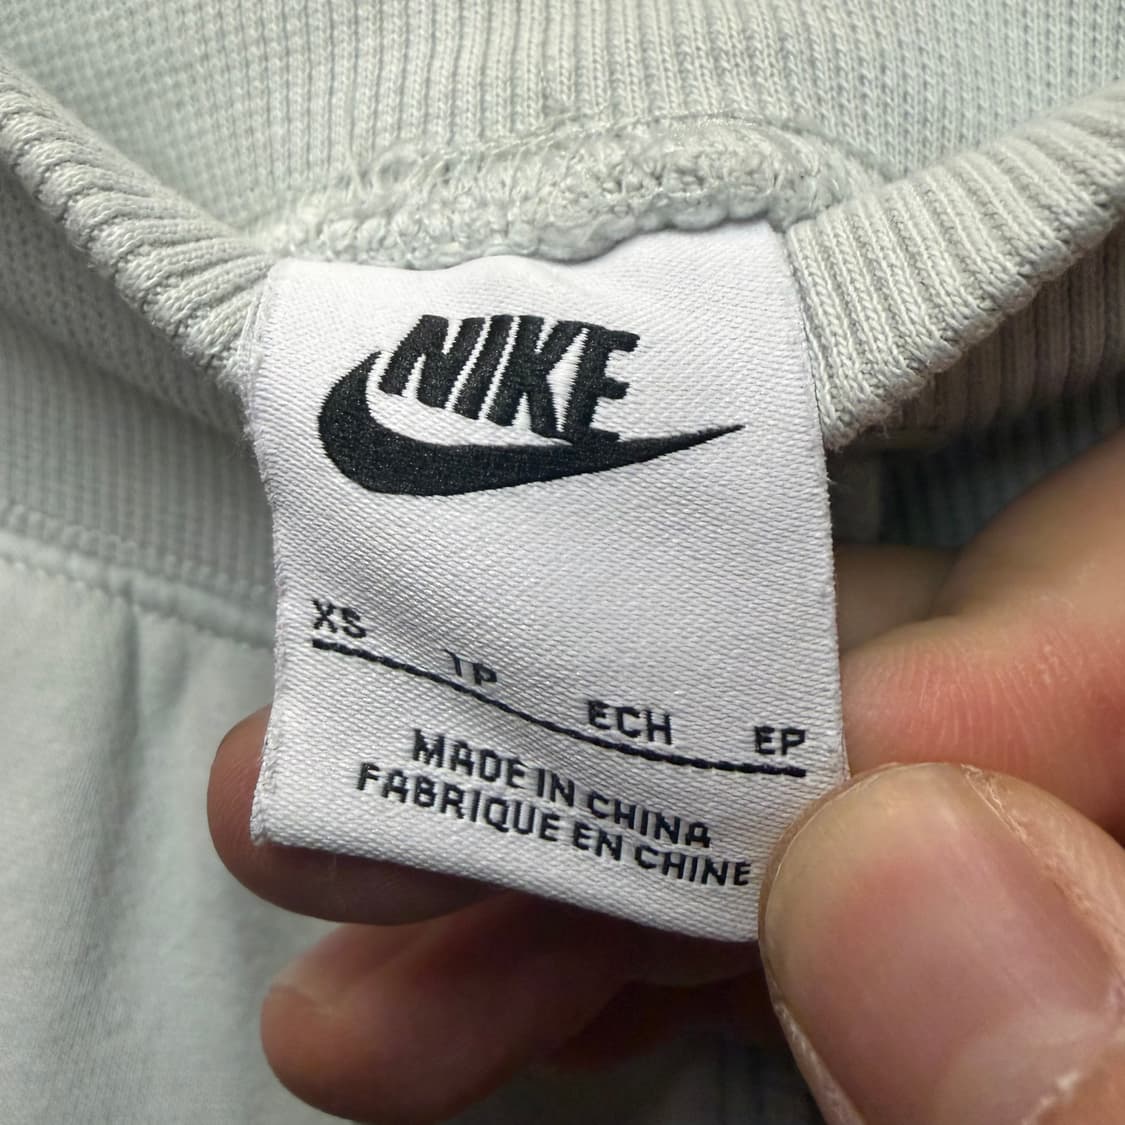 NIKE
XS TP ECH EP
MADE IN CHINA
FABRIQUE EN CHINE